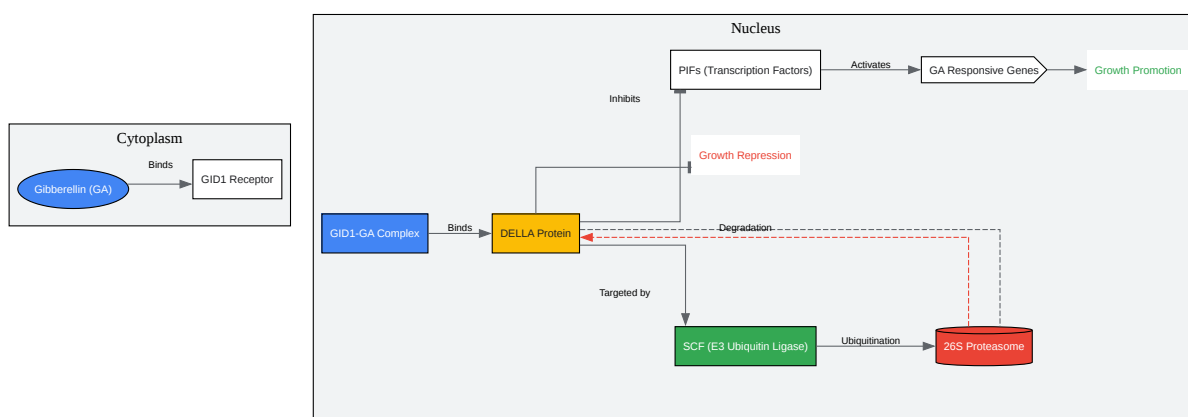 Nucleus
PIFs (Transcription Factors)
Activates
GA Responsive Genes
Growth Promotion
Inhibits
Cytoplasm
Binds
Gibberellin (GA)
GID1 Receptor
Growth Repression
GID1-GA Complex
Binds
DELLA Protein
Degradation
Targeted by
SCF (E3 Ubiquitin Ligase)
Ubiquitination
26S Proteasome